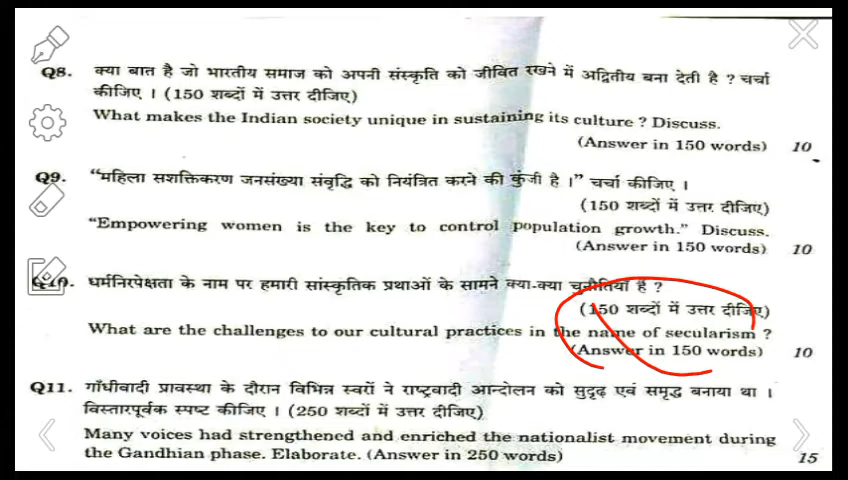 Q8. क्या बात है जो भारतीय समाज को अपनी संस्कृति को जीवित रखने में अद्वितीय बना देती है ? चर्चा
कीजिए । (150 शब्दों में उत्तर दीजिए)
What makes the Indian society unique in sustaining its culture ? Discuss.
(Answer in 150 words) 10
Q9. “महिला सशक्तिकरण जनसंख्या संवृद्धि को नियंत्रित करने की कुंजी है ।” चर्चा कीजिए ।
(150 शब्दों में उत्तर दीजिए)
“Empowering women is the key to control population growth.” Discuss.
(Answer in 150 words) 10
Q10. धर्मनिरपेक्षता के नाम पर हमारी सांस्कृतिक प्रथाओं के सामने क्या-क्या चुनौतियाँ है ?
(150 शब्दों में उत्तर दीजिए)
What are the challenges to our cultural practices in the name of secularism ?
(Answer in 150 words) 10
Q11. गाँधीवादी प्रावस्था के दौरान विभिन्न स्वरों ने राष्ट्रवादी आन्दोलन को सुदृढ़ एवं समृद्ध बनाया था ।
विस्तारपूर्वक स्पष्ट कीजिए । (250 शब्दों में उत्तर दीजिए)
Many voices had strengthened and enriched the nationalist movement during
the Gandhian phase. Elaborate. (Answer in 250 words) 15